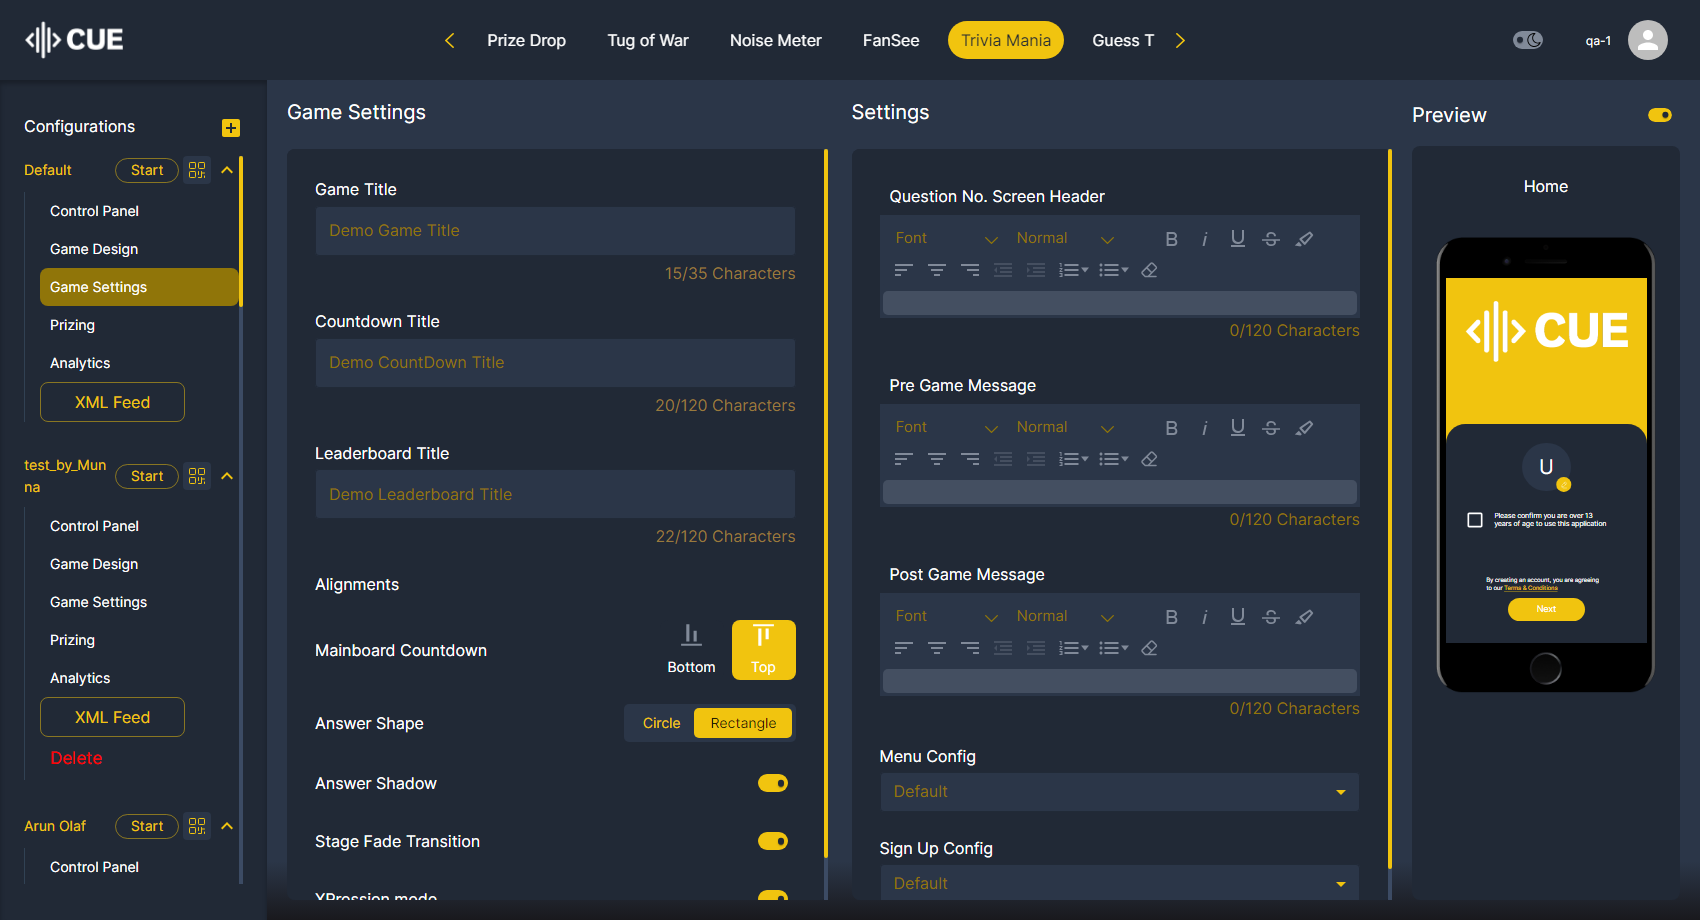 CUE
Prize Drop
Tug of War
Noise Meter
FanSee
Trivia Mania
Guess T
qa-1
Configurations
Default
Start
Control Panel
Game Design
Game Settings
Prizing
Analytics
XML Feed
test_by_Mun
na
Start
Control Panel
Game Design
Game Settings
Prizing
Analytics
XML Feed
Delete
Arun Olaf
Start
Control Panel
Game Settings
Game Title
Demo Game Title
15/35 Characters
Countdown Title
Demo CountDown Title
20/120 Characters
Leaderboard Title
Demo Leaderboard Title
22/120 Characters
Alignments
Mainboard Countdown
Bottom
Top
Answer Shape
Circle
Rectangle
Answer Shadow
Stage Fade Transition
XPression mode
Settings
Question No. Screen Header
Font
Normal
B i U S
0/120 Characters
Pre Game Message
Font
Normal
B i U S
0/120 Characters
Post Game Message
Font
Normal
B i U S
0/120 Characters
Menu Config
Default
Sign Up Config
Default
Preview
Home
CUE
U
Please confirm you are over 13
years of age to use this application
By creating an account, you are agreeing
to our Terms & Conditions
Next